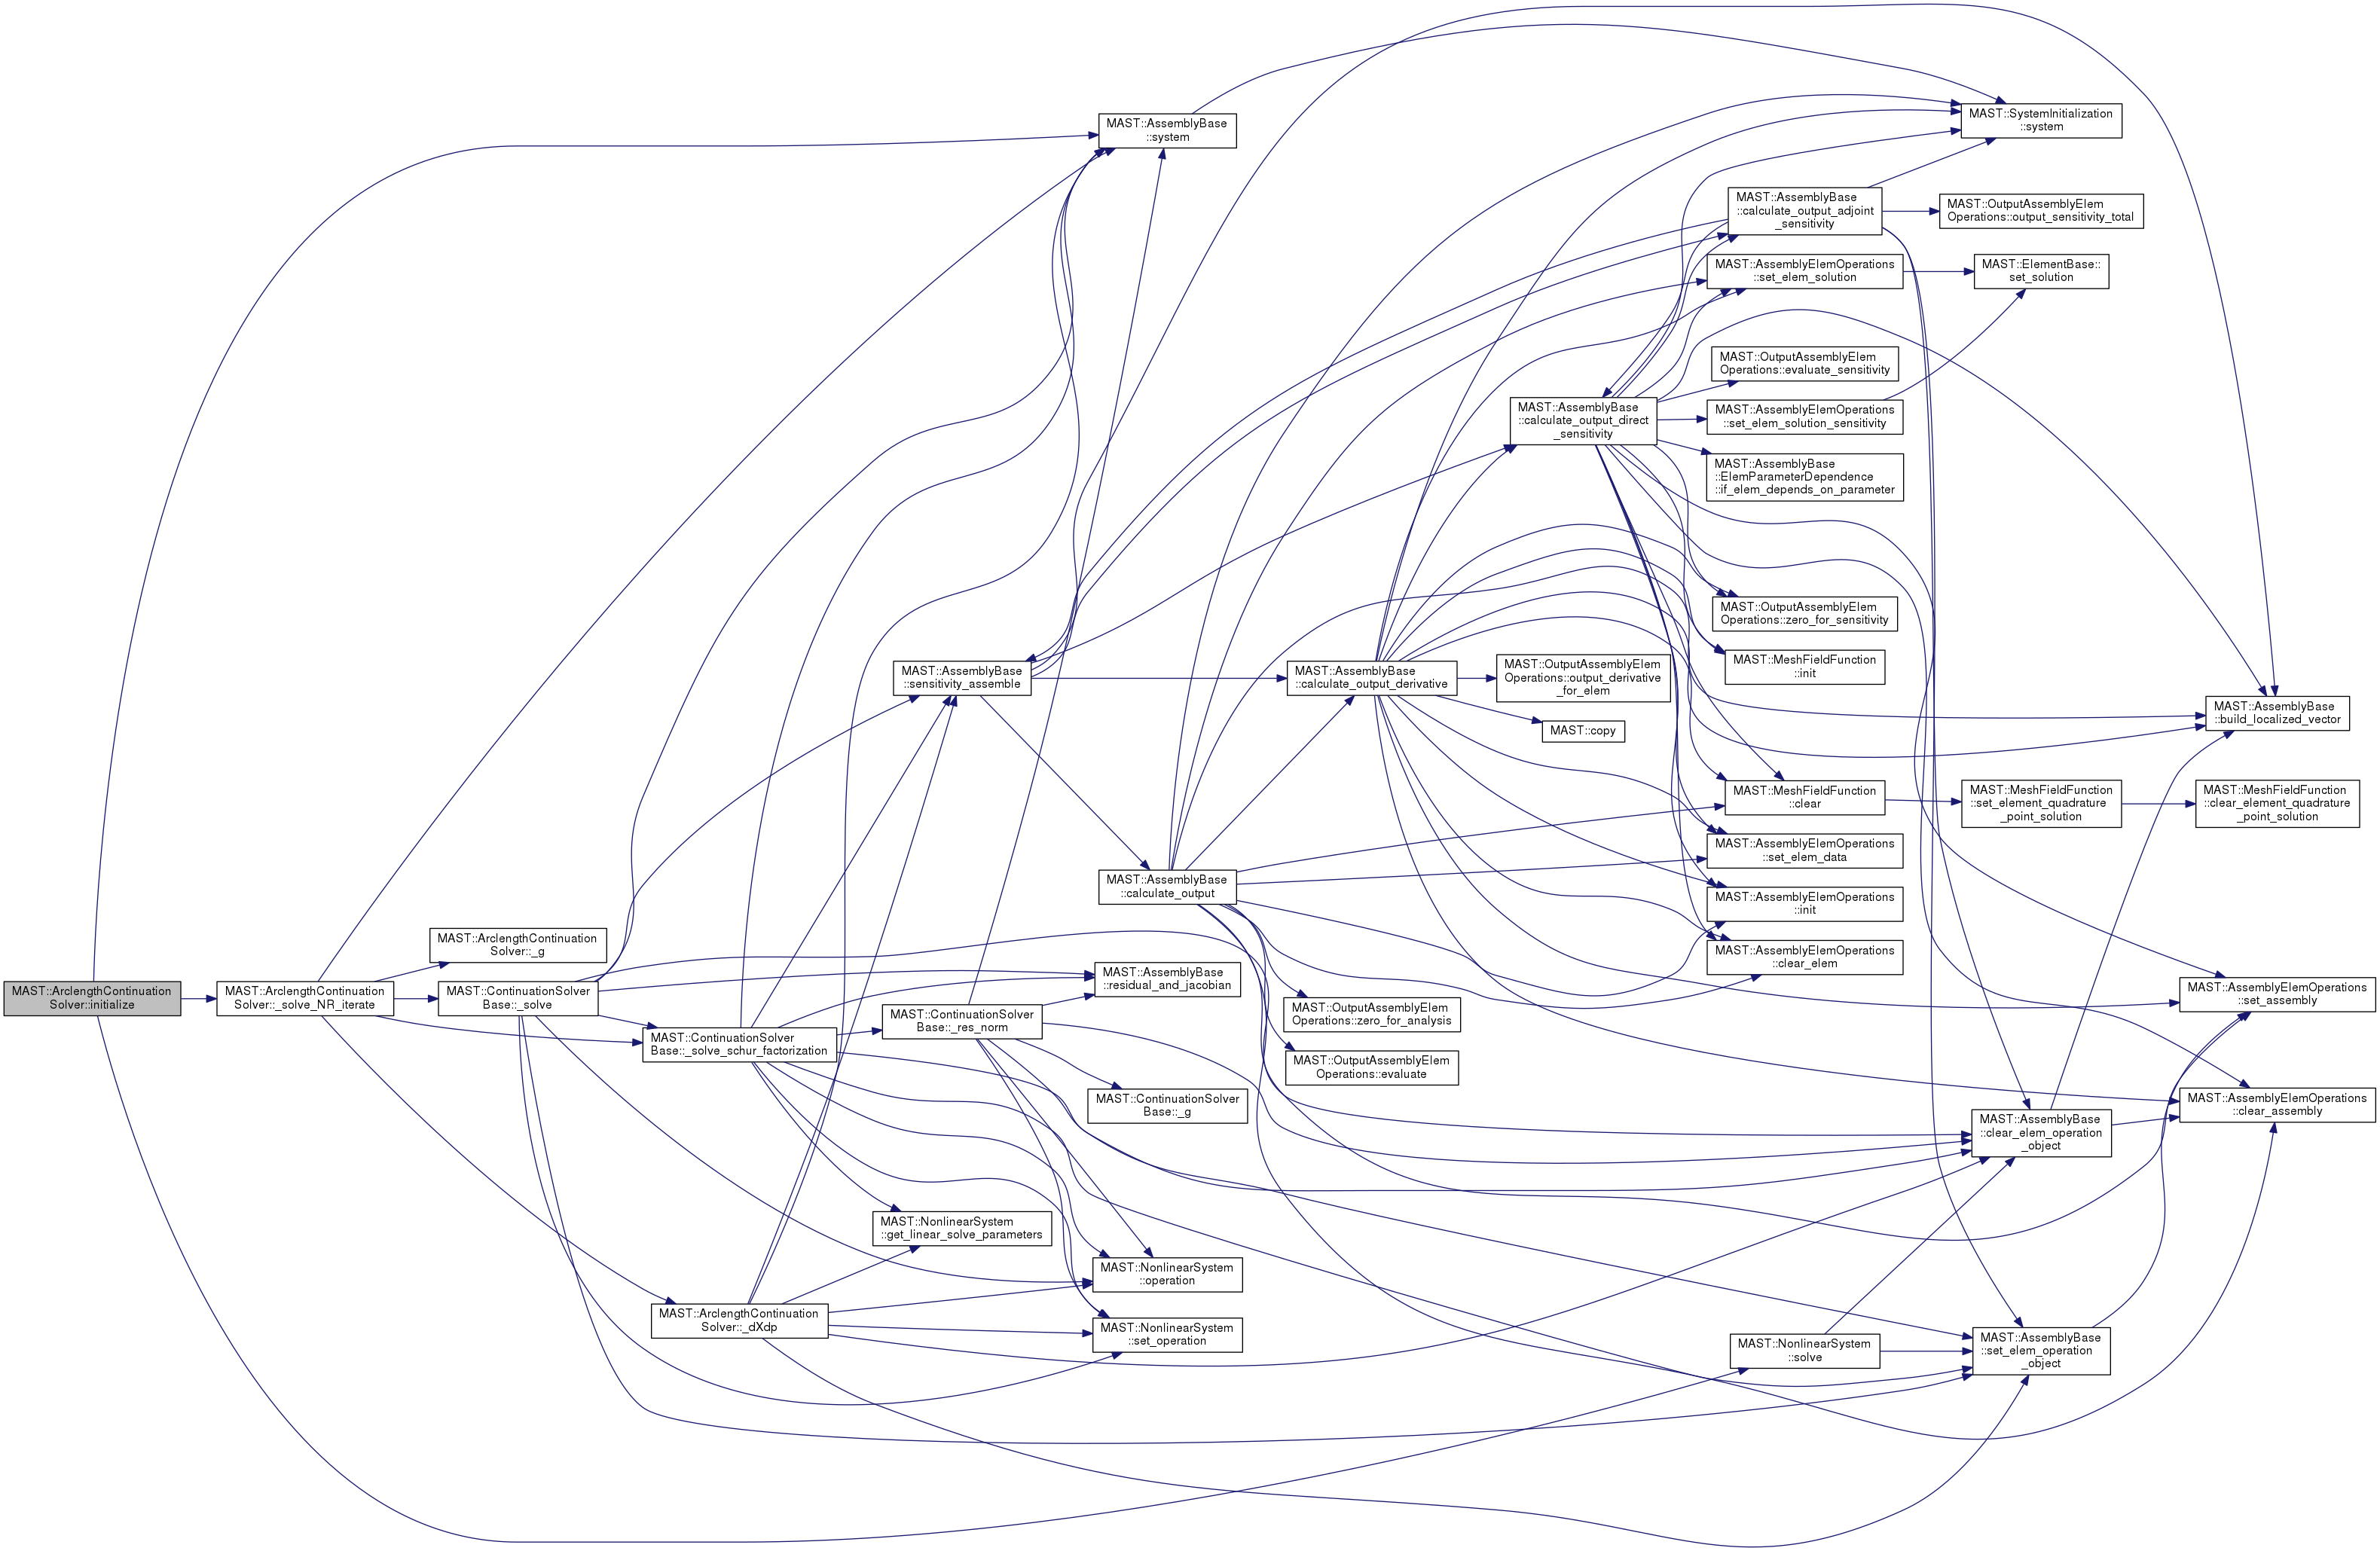 MAST::ArclengthContinuation
Solver::initialize
MAST::ArclengthContinuation
Solver::_solve_NR_iterate
MAST::ArclengthContinuation
Solver::_g
MAST::ContinuationSolver
Base::_solve
MAST::ContinuationSolver
Base::_solve_schur_factorization
MAST::ArclengthContinuation
Solver::_dXdp
MAST::AssemblyBase
::sensitivity_assemble
MAST::ContinuationSolver
Base::_res_norm
MAST::NonlinearSystem
::get_linear_solve_parameters
MAST::AssemblyBase
::system
MAST::AssemblyBase
::calculate_output
MAST::AssemblyBase
::residual_and_jacobian
MAST::ContinuationSolver
Base::_g
MAST::NonlinearSystem
::operation
MAST::NonlinearSystem
::set_operation
MAST::AssemblyBase
::calculate_output_derivative
MAST::OutputAssemblyElem
Operations::zero_for_analysis
MAST::OutputAssemblyElem
Operations::evaluate
MAST::AssemblyBase
::calculate_output_direct
_sensitivity
MAST::OutputAssemblyElem
Operations::output_derivative
_for_elem
MAST::copy
MAST::AssemblyBase
::calculate_output_adjoint
_sensitivity
MAST::AssemblyElemOperations
::set_elem_solution
MAST::OutputAssemblyElem
Operations::evaluate_sensitivity
MAST::AssemblyElemOperations
::set_elem_solution_sensitivity
MAST::AssemblyBase
::ElemParameterDependence
::if_elem_depends_on_parameter
MAST::OutputAssemblyElem
Operations::zero_for_sensitivity
MAST::MeshFieldFunction
::init
MAST::MeshFieldFunction
::clear
MAST::AssemblyElemOperations
::set_elem_data
MAST::AssemblyElemOperations
::init
MAST::AssemblyElemOperations
::clear_elem
MAST::NonlinearSystem
::solve
MAST::SystemInitialization
::system
MAST::OutputAssemblyElem
Operations::output_sensitivity_total
MAST::ElementBase::
set_solution
MAST::MeshFieldFunction
::set_element_quadrature
_point_solution
MAST::AssemblyBase
::clear_elem_operation
_object
MAST::AssemblyBase
::set_elem_operation
_object
MAST::AssemblyBase
::build_localized_vector
MAST::MeshFieldFunction
::clear_element_quadrature
_point_solution
MAST::AssemblyElemOperations
::set_assembly
MAST::AssemblyElemOperations
::clear_assembly